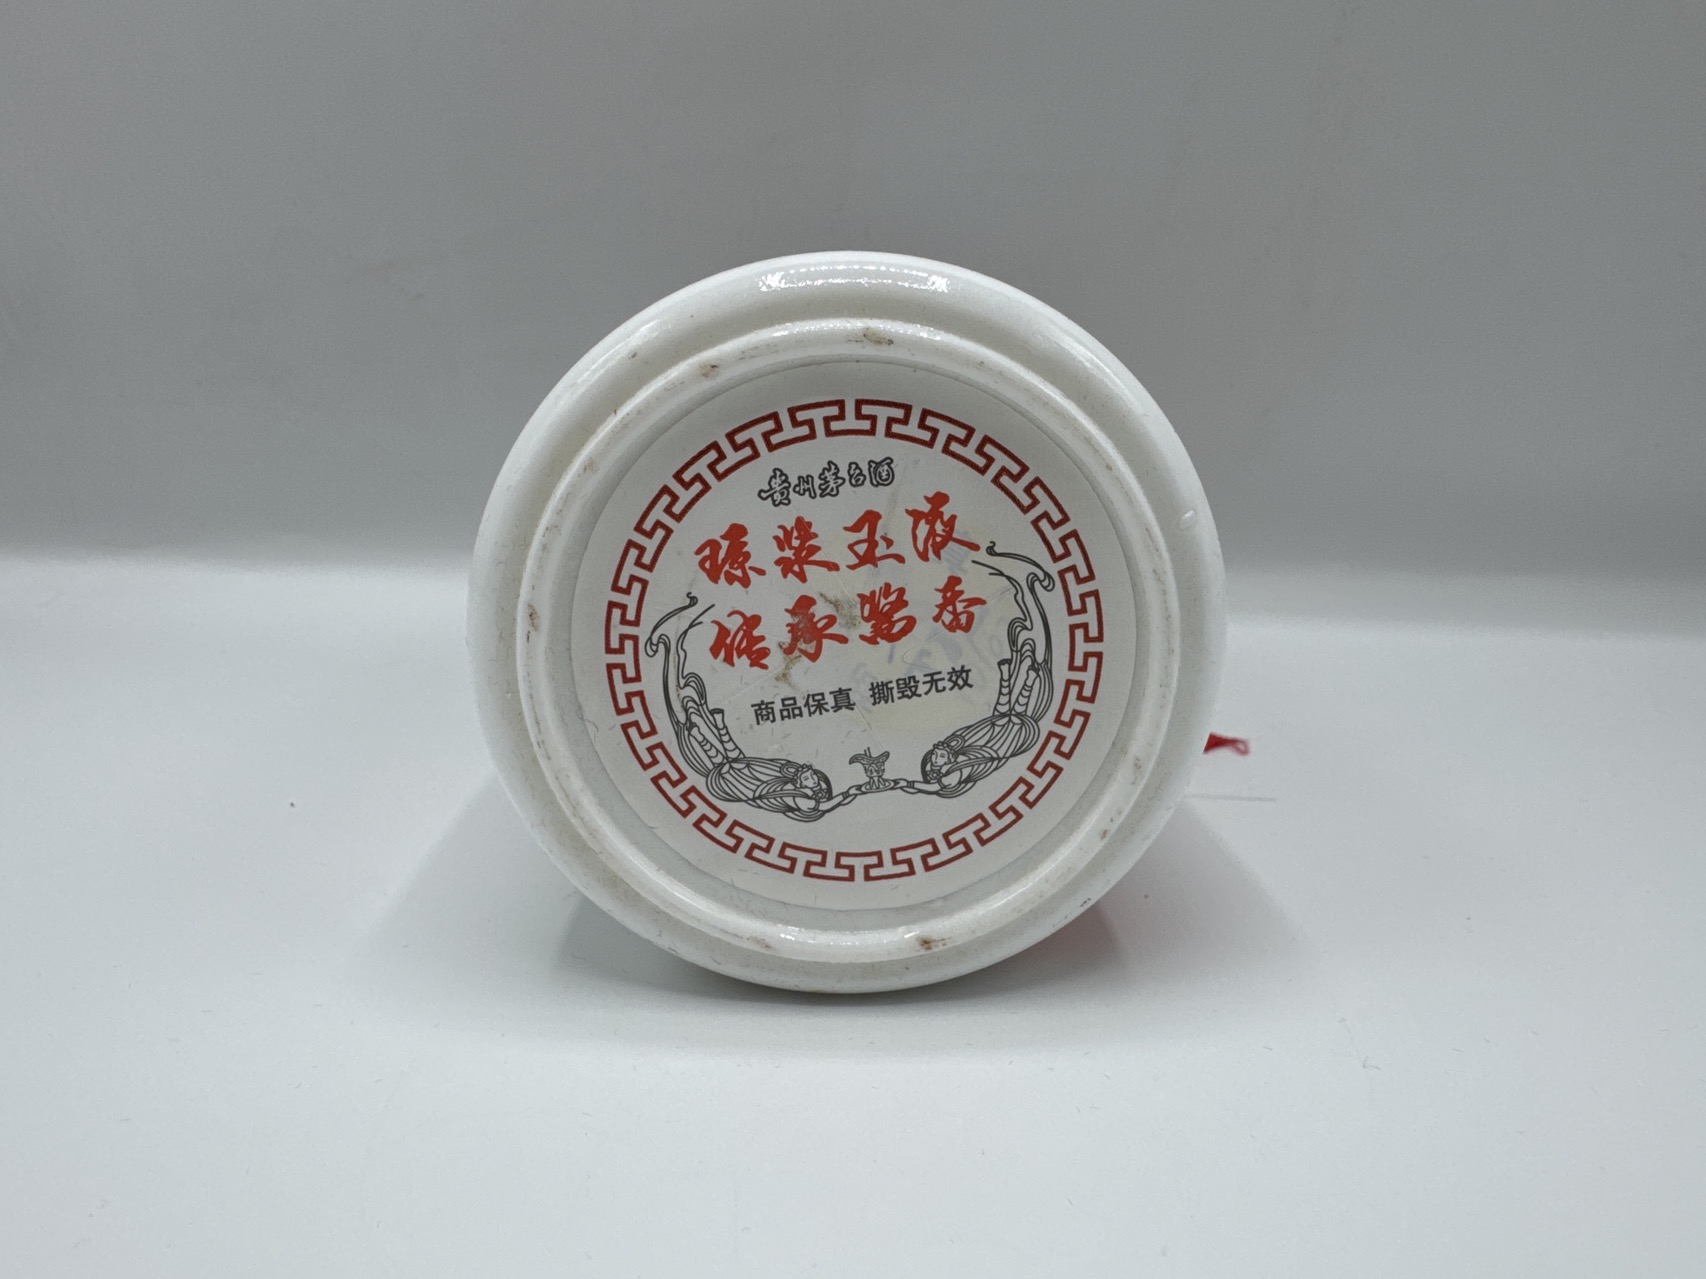 贵州茅台酒
琼浆玉液
传承酱香
商品保真 撕毁无效